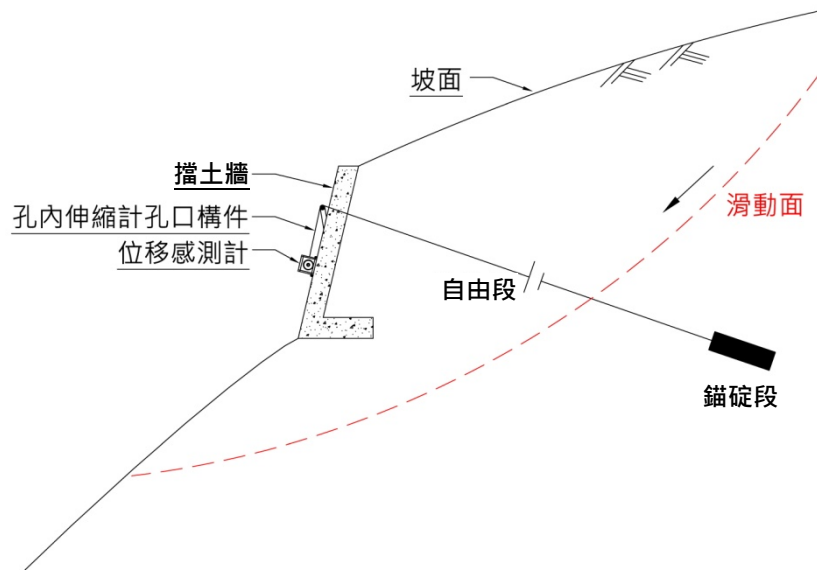 坡面
擋土牆
孔內伸縮計孔口構件
位移感測計
滑動面
自由段
錨碇段